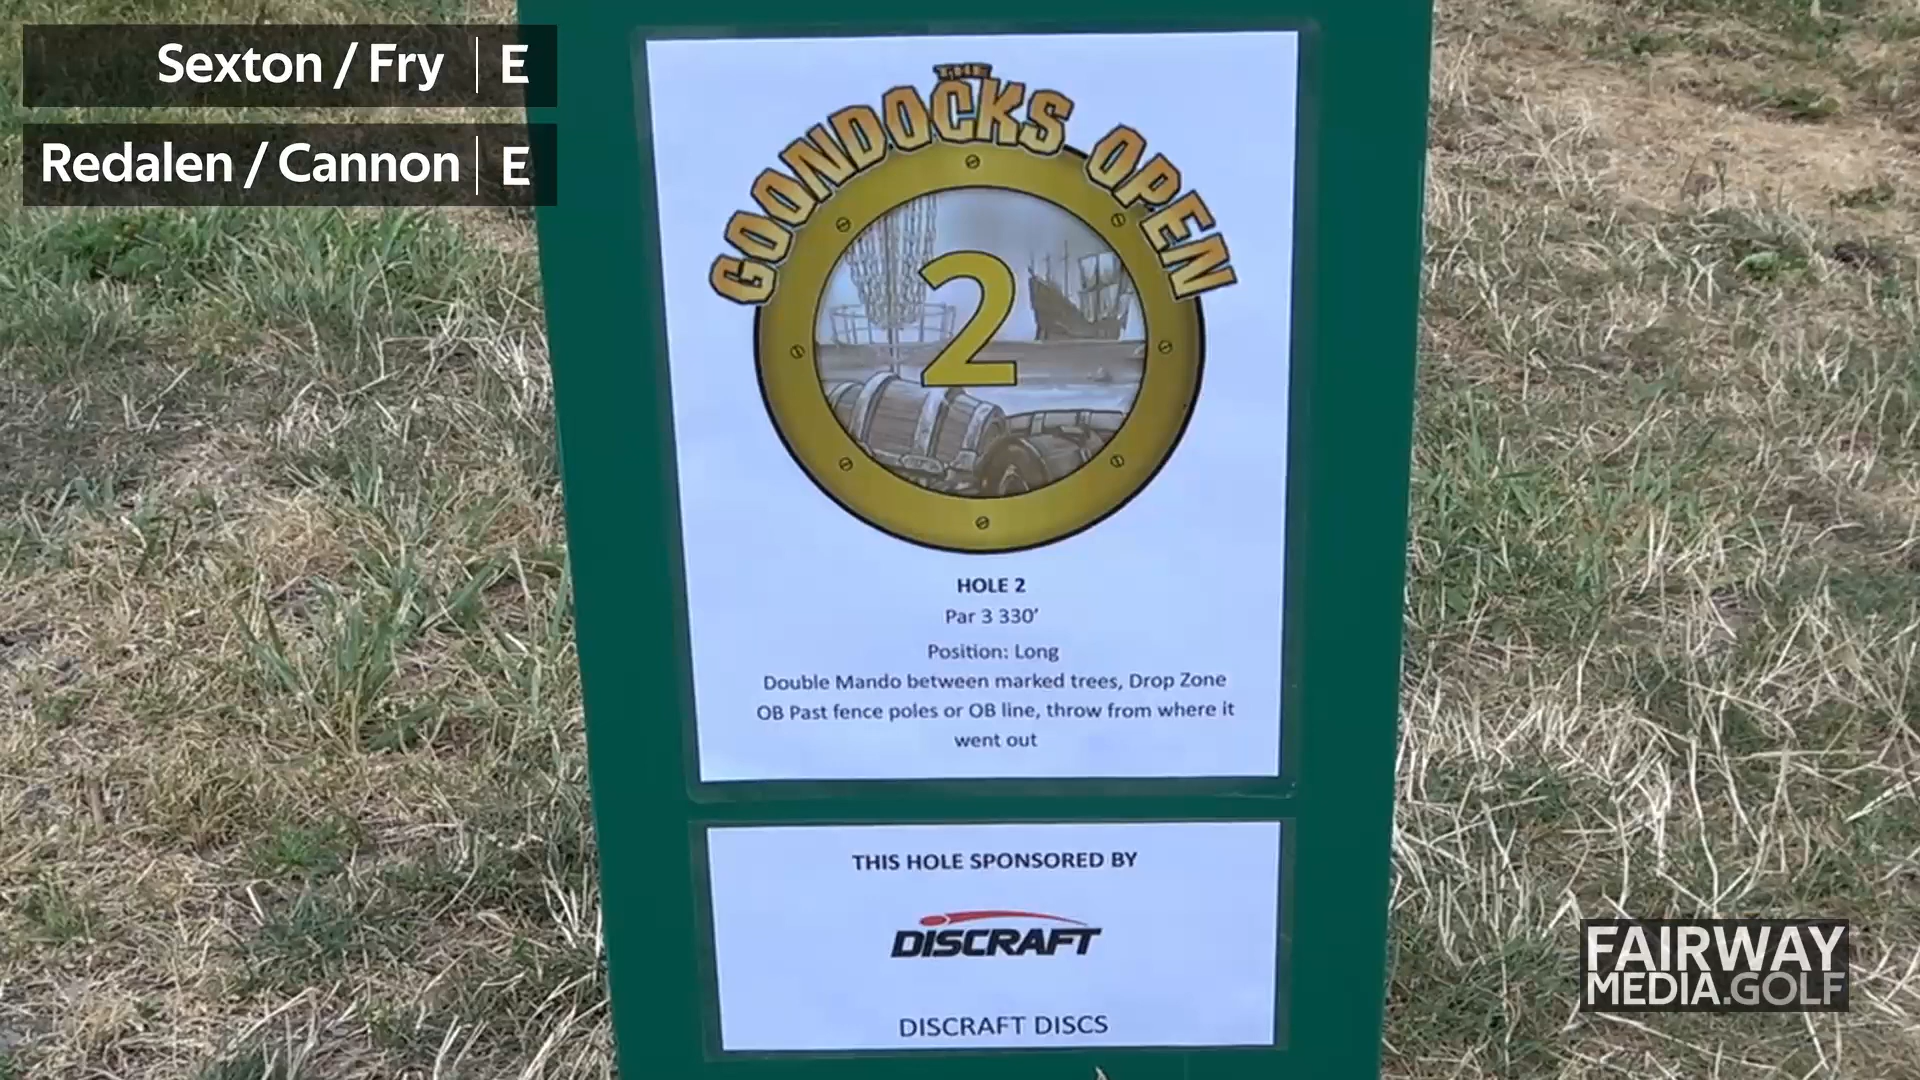 Sexton / Fry | E
Redalen / Cannon | E
THE
GOONDOCKS OPEN
2
HOLE 2
Par 3 330'
Position: Long
Double Mando between marked trees, Drop Zone
OB Past fence poles or OB line, throw from where it
went out
THIS HOLE SPONSORED BY
DISCRAFT
DISCRAFT DISCS
FAIRWAY
MEDIA.GOLF